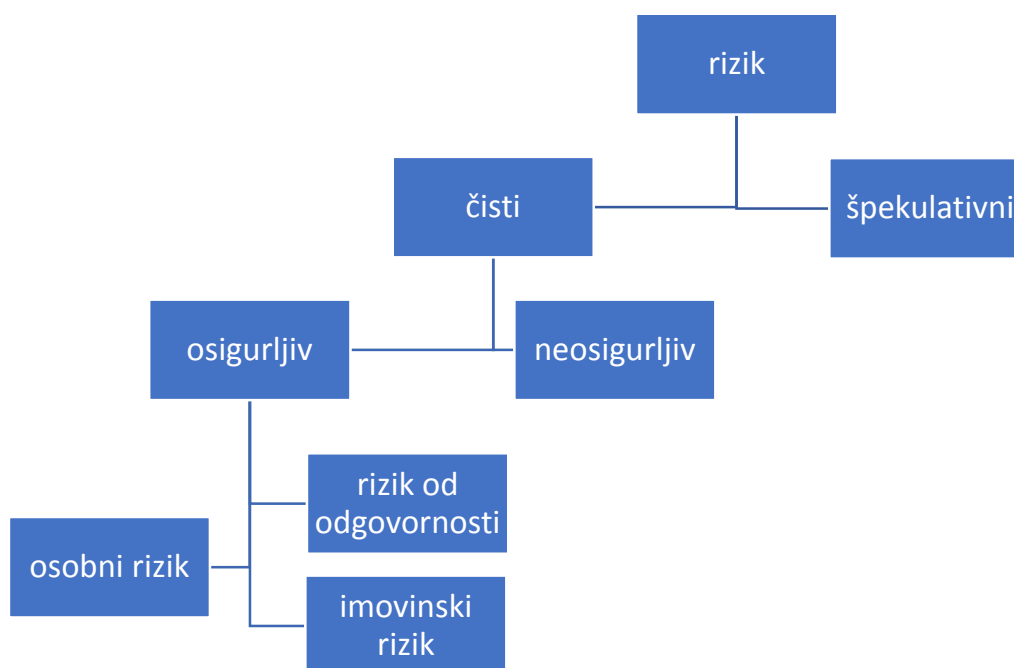 rizik
čisti
špekulativni
osigurljiv
neosigurljiv
rizik od
odgovornosti
osobni rizik
imovinski
rizik